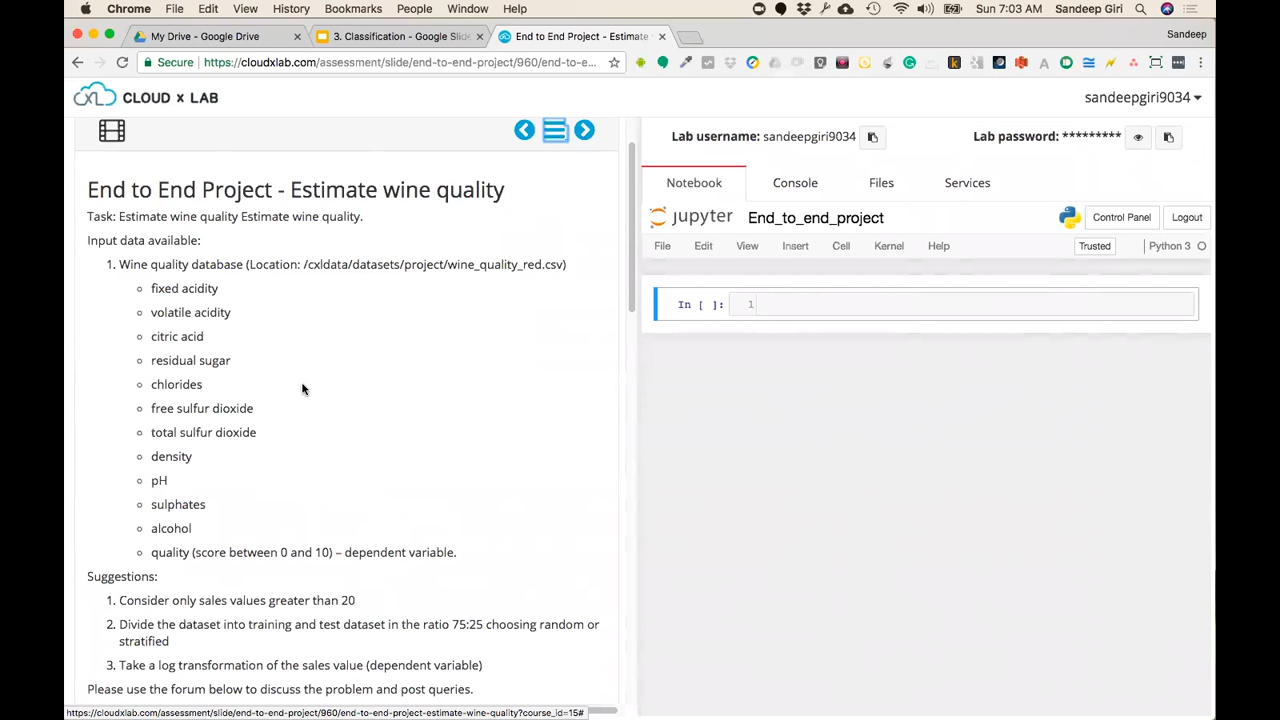 Chrome File Edit View History Bookmarks People Window Help Sun 7:03 AM Sandeep Giri
My Drive - Google Drive × 3. Classification - Google Slide × End to End Project - Estimate × Sandeep
Secure https://cloudxlab.com/assessment/slide/end-to-end-project/960/end-to-e...
CLOUD x LAB sandeepgiri9034
Lab username: sandeepgiri9034 Lab password: *********
End to End Project - Estimate wine quality
Task: Estimate wine quality Estimate wine quality.
Input data available:
1. Wine quality database (Location: /cxldata/datasets/project/wine_quality_red.csv)
fixed acidity
volatile acidity
citric acid
residual sugar
chlorides
free sulfur dioxide
total sulfur dioxide
density
pH
sulphates
alcohol
quality (score between 0 and 10) – dependent variable.
Suggestions:
1. Consider only sales values greater than 20
2. Divide the dataset into training and test dataset in the ratio 75:25 choosing random or
stratified
3. Take a log transformation of the sales value (dependent variable)
Please use the forum below to discuss the problem and post queries.
https://cloudxlab.com/assessment/slide/end-to-end-project/960/end-to-end-project-estimate-wine-quality?course_id=15#
Notebook Console Files Services
jupyter End_to_end_project Control Panel Logout
File Edit View Insert Cell Kernel Help Trusted Python 3
In [ ]: 1